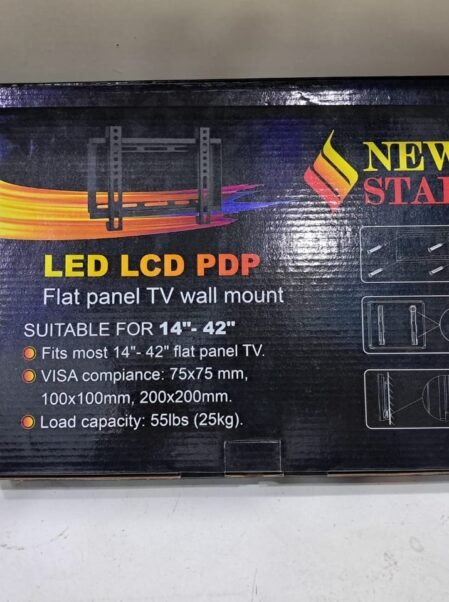 NEW
STAR
LED LCD PDP
Flat panel TV wall mount
SUITABLE FOR 14"- 42"
Fits most 14"- 42" flat panel TV.
VISA compiance: 75x75 mm,
100x100mm, 200x200mm.
Load capacity: 55lbs (25kg).